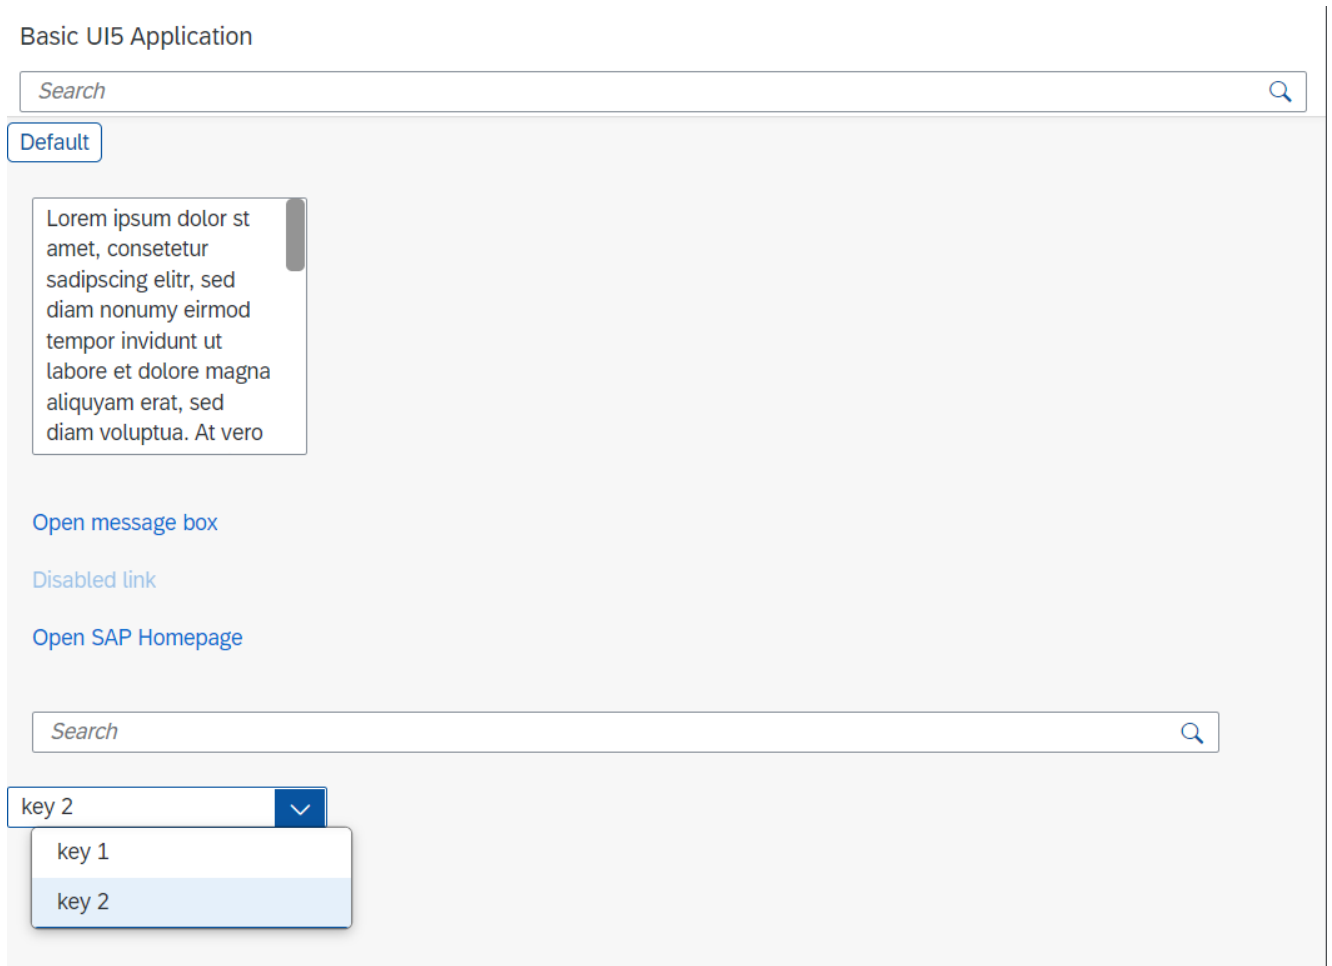 Basic UI5 Application
Search
Default
Lorem ipsum dolor st
amet, consetetur
sadipscing elitr, sed
diam nonumy eirmod
tempor invidunt ut
labore et dolore magna
aliquyam erat, sed
diam voluptua. At vero
Open message box
Disabled link
Open SAP Homepage
Search
key 2
key 1
key 2